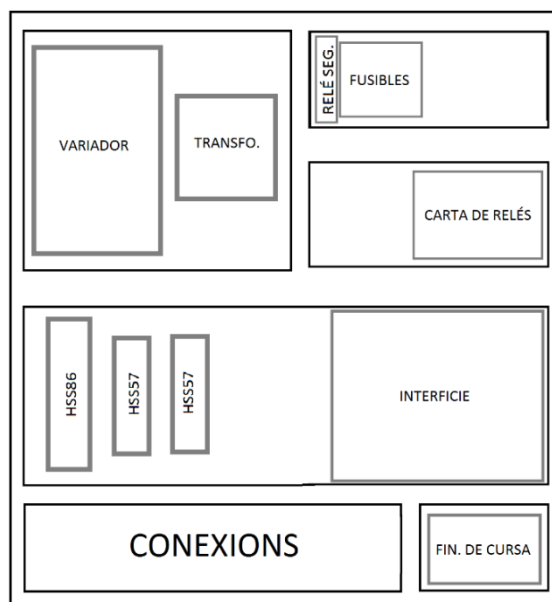 VARIADOR
TRANSFO.
RELÉ SEG.
FUSIBLES
CARTA DE RELÉS
HSS86
HSS57
HSS57
INTERFICIE
CONEXIONS
FIN. DE CURSA